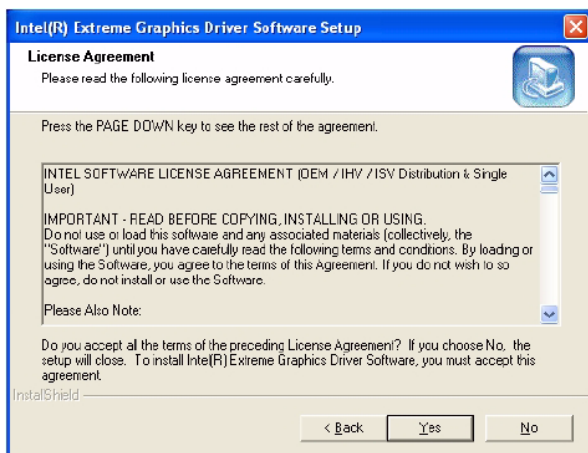 Intel(R) Extreme Graphics Driver Software Setup
License Agreement
Please read the following license agreement carefully.
Press the PAGE DOWN key to see the rest of the agreement.
INTEL SOFTWARE LICENSE AGREEMENT (OEM / IHV / ISV Distribution & Single
User)
IMPORTANT - READ BEFORE COPYING, INSTALLING OR USING.
Do not use or load this software and any associated materials (collectively, the
"Software") until you have carefully read the following terms and conditions. By loading or
using the Software, you agree to the terms of this Agreement. If you do not wish to so
agree, do not install or use the Software.
Please Also Note:
Do you accept all the terms of the preceding License Agreement? If you choose No, the
setup will close. To install Intel(R) Extreme Graphics Driver Software, you must accept this
agreement.
InstallShield
< Back
Yes
No